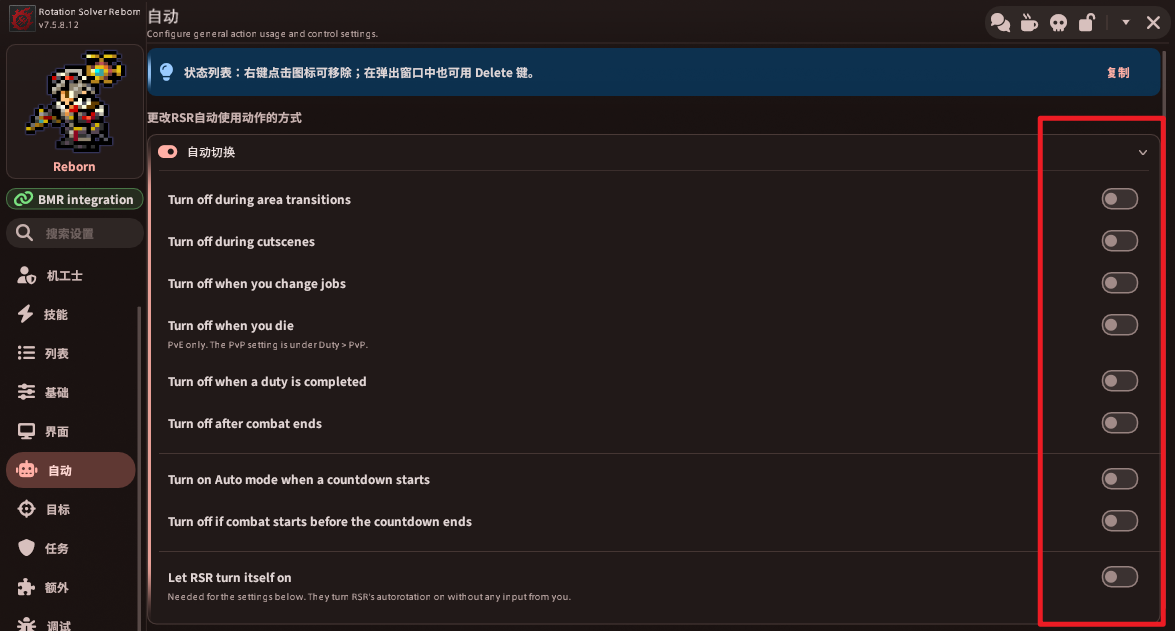 Rotation Solver Reborn
v7.5.8.12
自动
Configure general action usage and control settings.
状态列表：右键点击图标可移除；在弹出窗口中也可用 Delete 键。
复制
更改RSR自动使用动作的方式
Reborn
BMR integration
搜索设置
机工士
技能
列表
基础
界面
自动
目标
任务
额外
调试
自动切换
Turn off during area transitions
Turn off during cutscenes
Turn off when you change jobs
Turn off when you die
PvE only. The PvP setting is under Duty > PvP.
Turn off when a duty is completed
Turn off after combat ends
Turn on Auto mode when a countdown starts
Turn off if combat starts before the countdown ends
Let RSR turn itself on
Needed for the settings below. They turn RSR's autorotation on without any input from you.